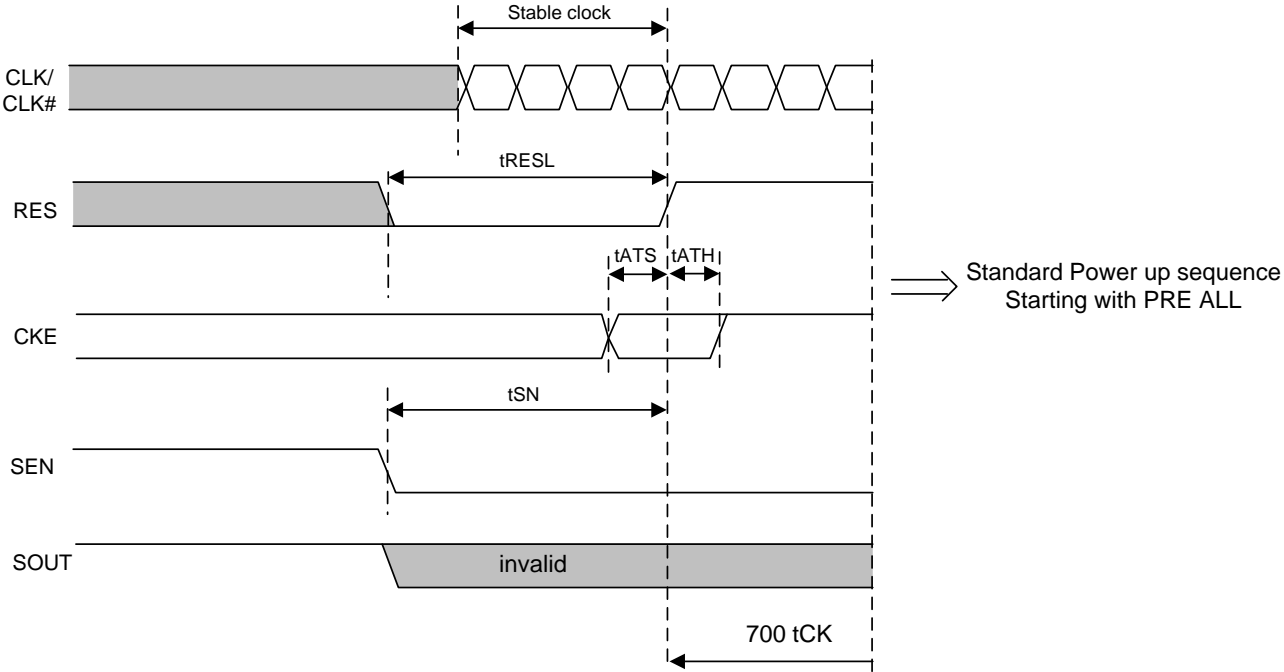 Stable clock
CLK/
CLK#
tRESL
RES
tATS
tATH
Standard Power up sequence
Starting with PRE ALL
CKE
tSN
SEN
SOUT
invalid
700 tCK